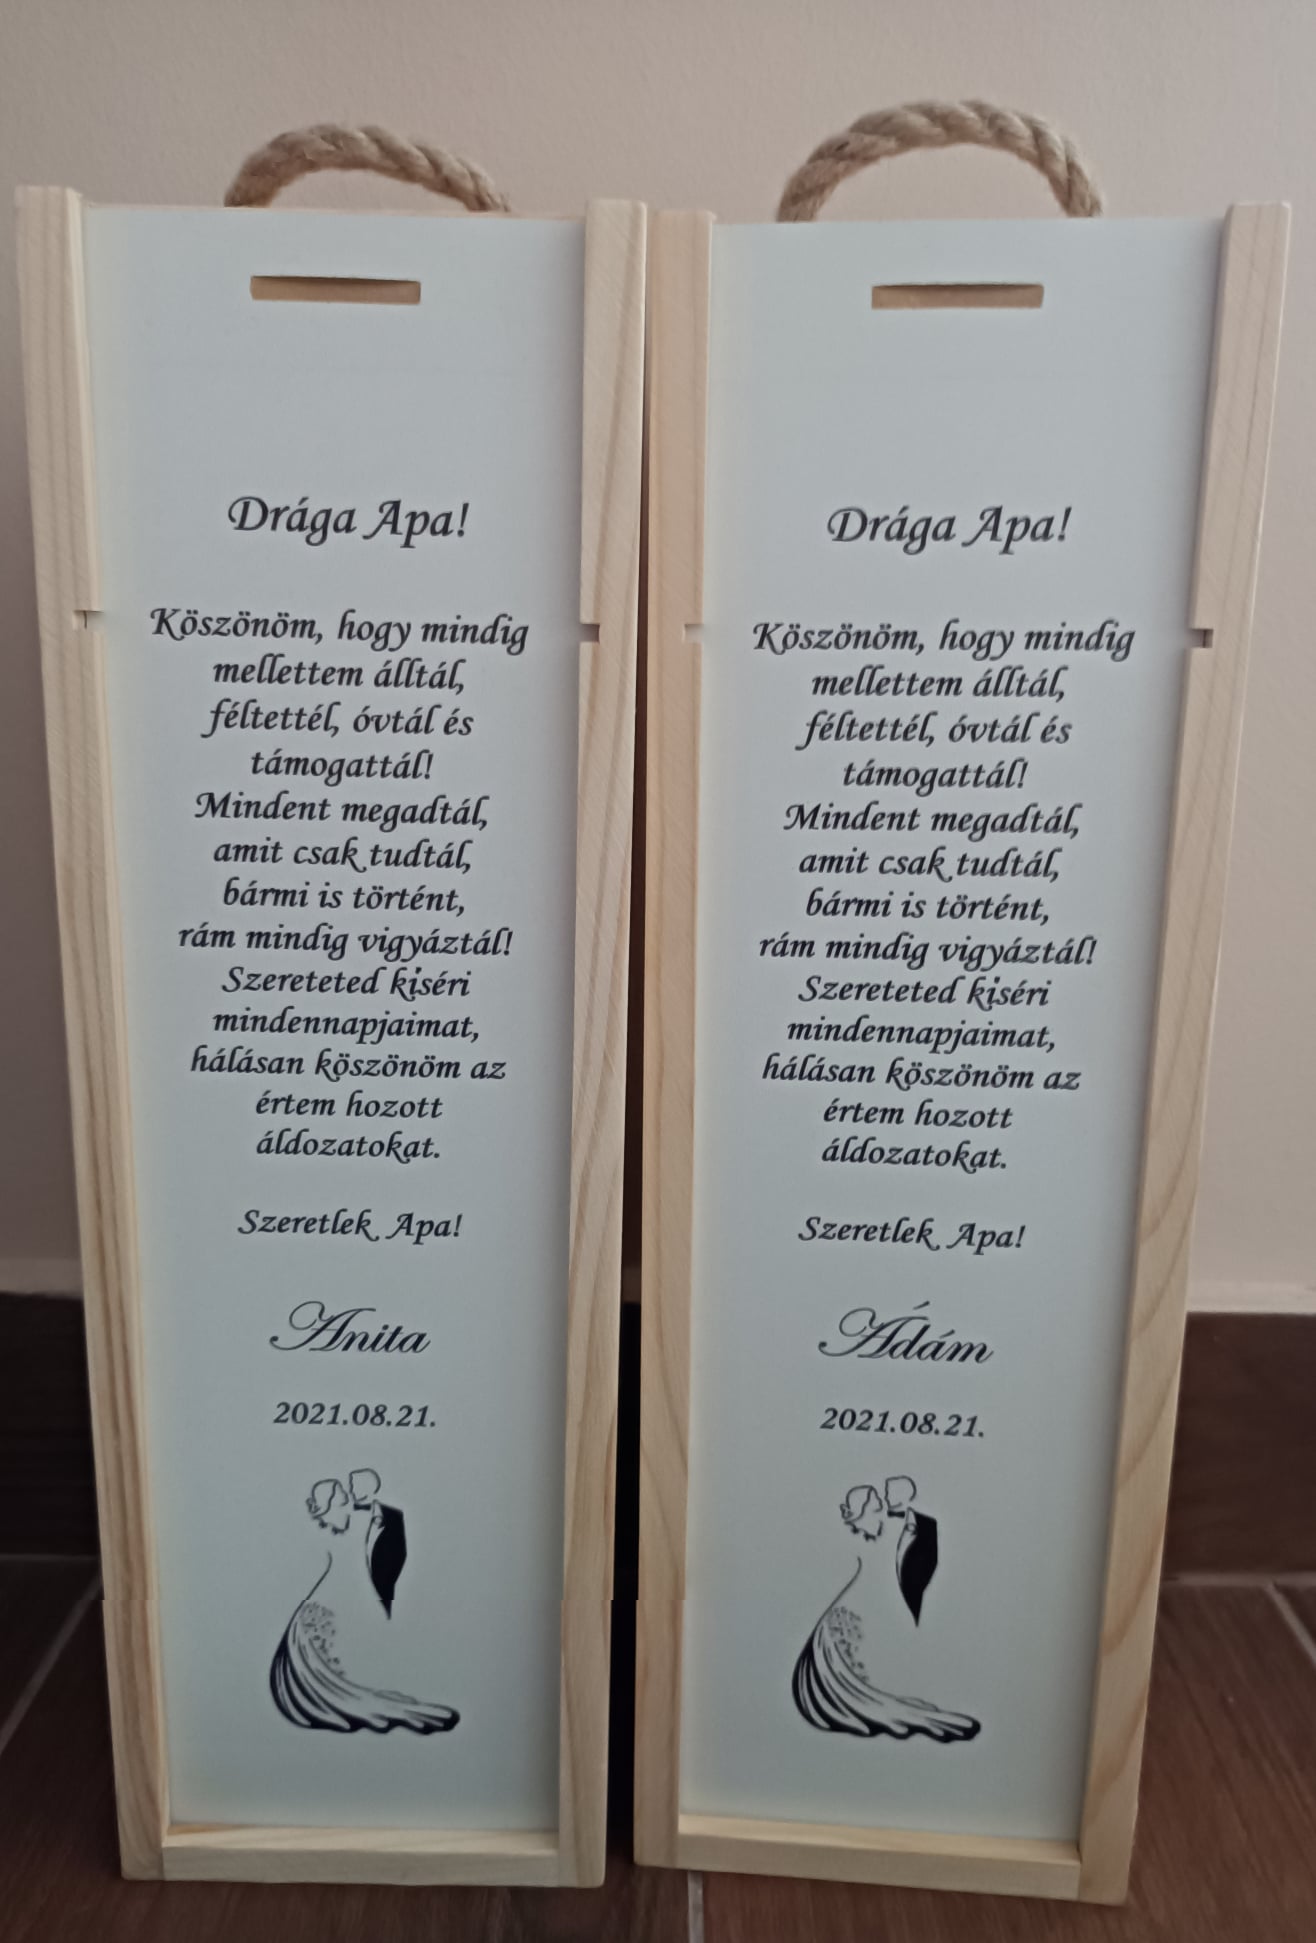 Drága Apa!
Köszönöm, hogy mindig
mellettem álltál,
féltettél, óvtál és
támogattál!
Mindent megadtál,
amit csak tudtál,
bármi is történt,
rám mindig vigyáztál!
Szereteted kiséri
mindennapjaimat,
hálásan köszönöm az
értem hozott
áldozatokat.
Szeretlek Apa!
Anita
2021.08.21.
Drága Apa!
Köszönöm, hogy mindig
mellettem álltál,
féltettél, óvtál és
támogattál!
Mindent megadtál,
amit csak tudtál,
bármi is történt,
rám mindig vigyáztál!
Szereteted kiséri
mindennapjaimat,
hálásan köszönöm az
értem hozott
áldozatokat.
Szeretlek Apa!
Ádám
2021.08.21.